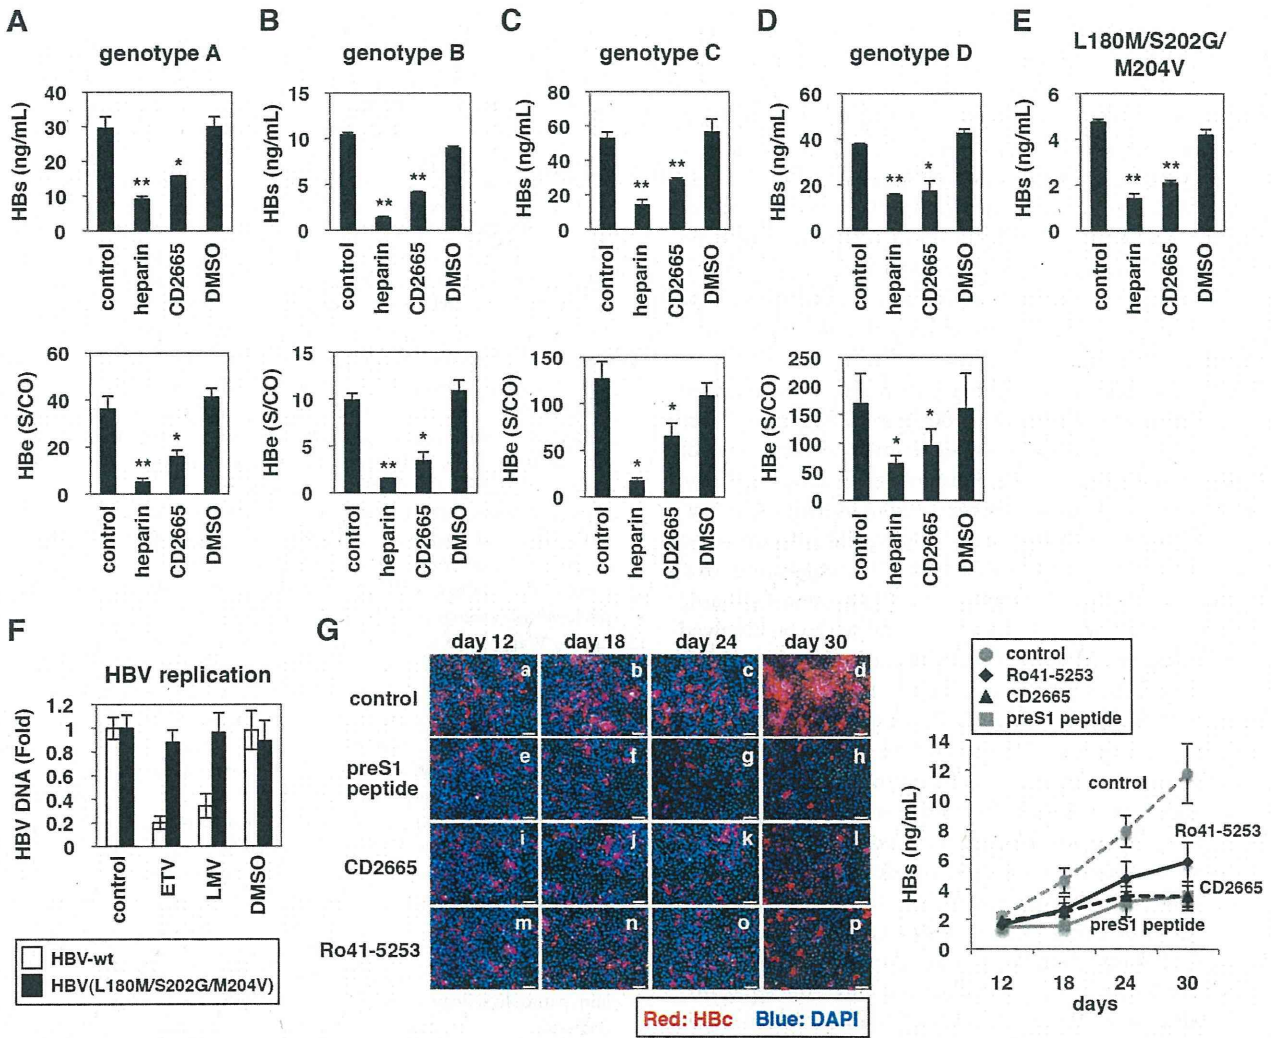 A
genotype A
HBs (ng/mL)
40
30
20
10
0
**
*
control
heparin
CD2665
DMSO
HBe (S/CO)
60
40
20
0
**
*
control
heparin
CD2665
DMSO
B
genotype B
HBs (ng/mL)
15
10
5
0
**
**
control
heparin
CD2665
DMSO
HBe (S/CO)
15
10
5
0
**
*
control
heparin
CD2665
DMSO
C
genotype C
HBs (ng/mL)
80
60
40
20
0
**
**
control
heparin
CD2665
DMSO
HBe (S/CO)
150
100
50
0
*
*
control
heparin
CD2665
DMSO
D
genotype D
HBs (ng/mL)
60
40
20
0
**
*
control
heparin
CD2665
DMSO
HBe (S/CO)
250
200
150
100
50
0
*
*
control
heparin
CD2665
DMSO
E
L180M/S202G/
M204V
HBs (ng/mL)
6
4
2
0
**
**
control
heparin
CD2665
DMSO
F
HBV replication
HBV DNA (Fold)
1.2
1
0.8
0.6
0.4
0.2
0
control
ETV
LMV
DMSO
HBV-wt
HBV(L180M/S202G/M204V)
G
day 12 day 18 day 24 day 30
control
a b c d
preS1
peptide
e f g h
CD2665
i j k l
Ro41-5253
m n o p
Red: HBc Blue: DAPI
control
Ro41-5253
CD2665
preS1 peptide
HBs (ng/mL)
14
12
10
8
6
4
2
0
control
Ro41-5253
CD2665
preS1 peptide
12 18 24 30
days